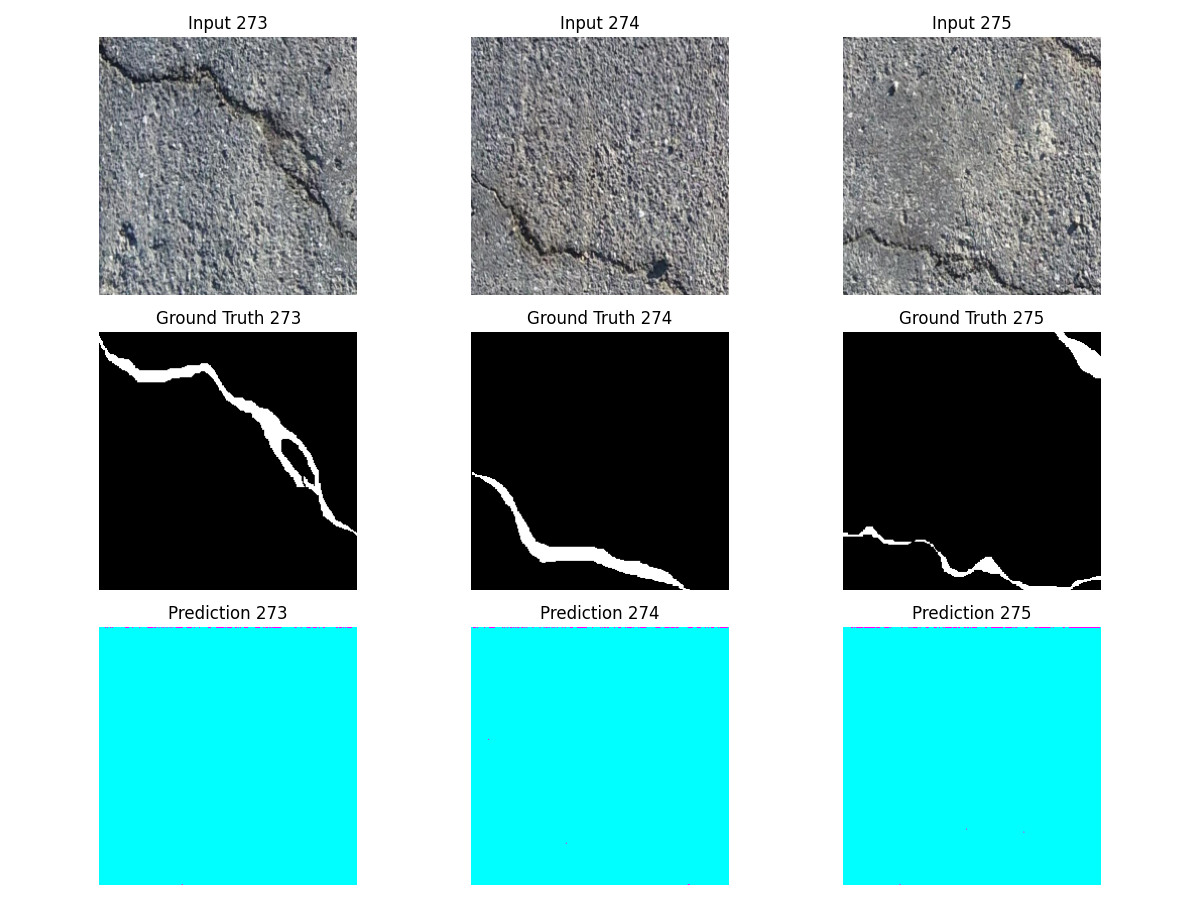 Input 273
Input 274
Input 275
Ground Truth 273
Ground Truth 274
Ground Truth 275
Prediction 273
Prediction 274
Prediction 275